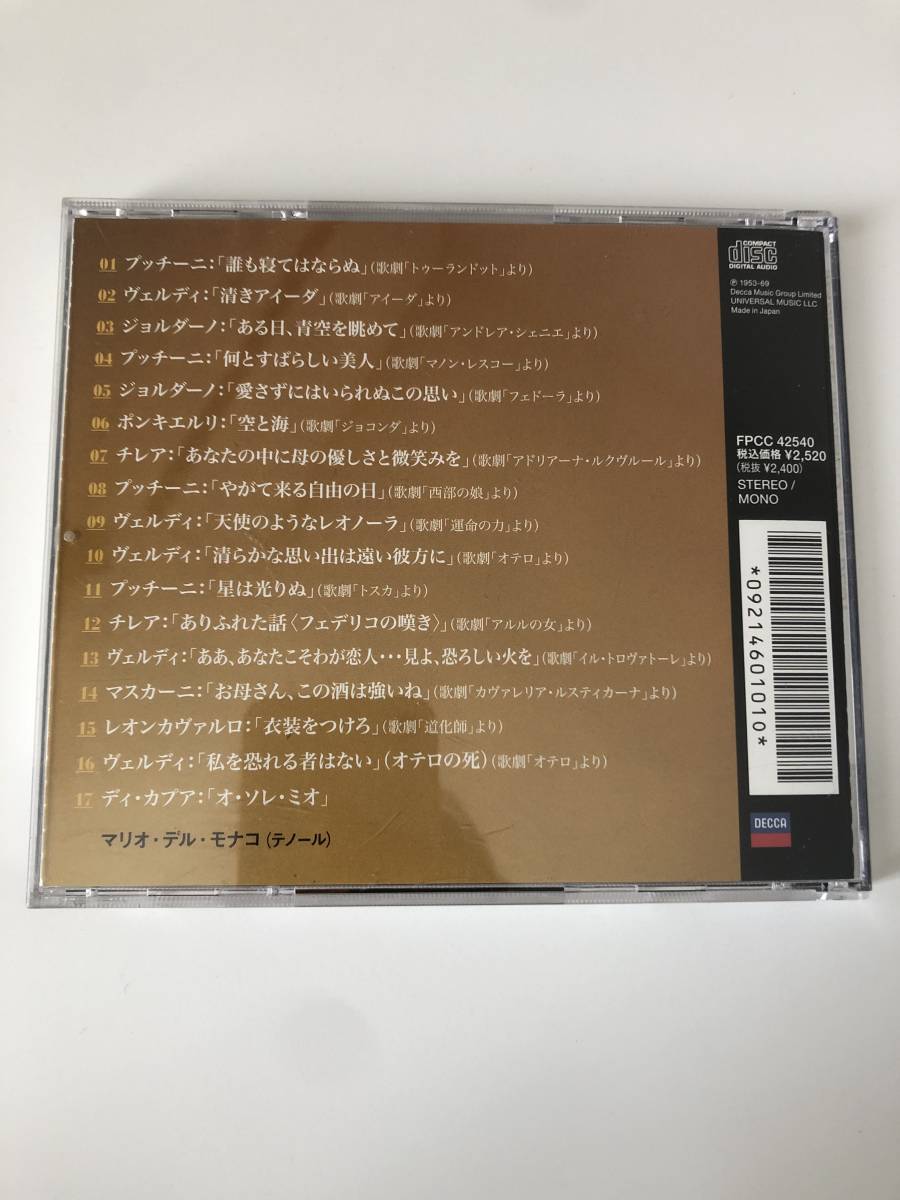 01 プッチーニ:「誰も寝てはならぬ」(歌劇「トゥーランドット」より)
02 ヴェルディ:「清きアイーダ」(歌劇「アイーダ」より)
03 ジョルダーノ:「ある日、青空を眺めて」(歌劇「アンドレア・シェニエ」より)
04 プッチーニ:「何とすばらしい美人」(歌劇「マノン・レスコー」より)
05 ジョルダーノ:「愛さずにはいられぬこの思い」(歌劇「フェドーラ」より)
06 ポンキエルリ:「空と海」(歌劇「ジョコンダ」より)
07 チレア:「あなたの中に母の優しさと微笑みを」(歌劇「アドリアーナ・ルクヴルール」より)
08 プッチーニ:「やがて来る自由の日」(歌劇「西部の娘」より)
09 ヴェルディ:「天使のようなレオノーラ」(歌劇「運命の力」より)
10 ヴェルディ:「清らかな思い出は遠い彼方に」(歌劇「オテロ」より)
11 プッチーニ:「星は光りぬ」(歌劇「トスカ」より)
12 チレア:「ありふれた話〈フェデリコの嘆き〉」(歌劇「アルルの女」より)
13 ヴェルディ:「ああ、あなたこそわが恋人・・・見よ、恐ろしい火を」(歌劇「イル・トロヴァトーレ」より)
14 マスカーニ:「お母さん、この酒は強いね」(歌劇「カヴァレリア・ルスティカーナ」より)
15 レオンカヴァルロ:「衣装をつけろ」(歌劇「道化師」より)
16 ヴェルディ:「私を恐れる者はない」(オテロの死)(歌劇「オテロ」より)
17 ディ・カプア:「オ・ソレ・ミオ」
マリオ・デル・モナコ(テノール)
COMPACT
disc
DIGITAL AUDIO
℗ 1953-69
Decca Music Group Limited
UNIVERSAL MUSIC LLC
Made in Japan
FPCC 42540
税込価格 ¥2,520
(税抜 ¥2,400)
STEREO /
MONO
*092146010101*
DECCA